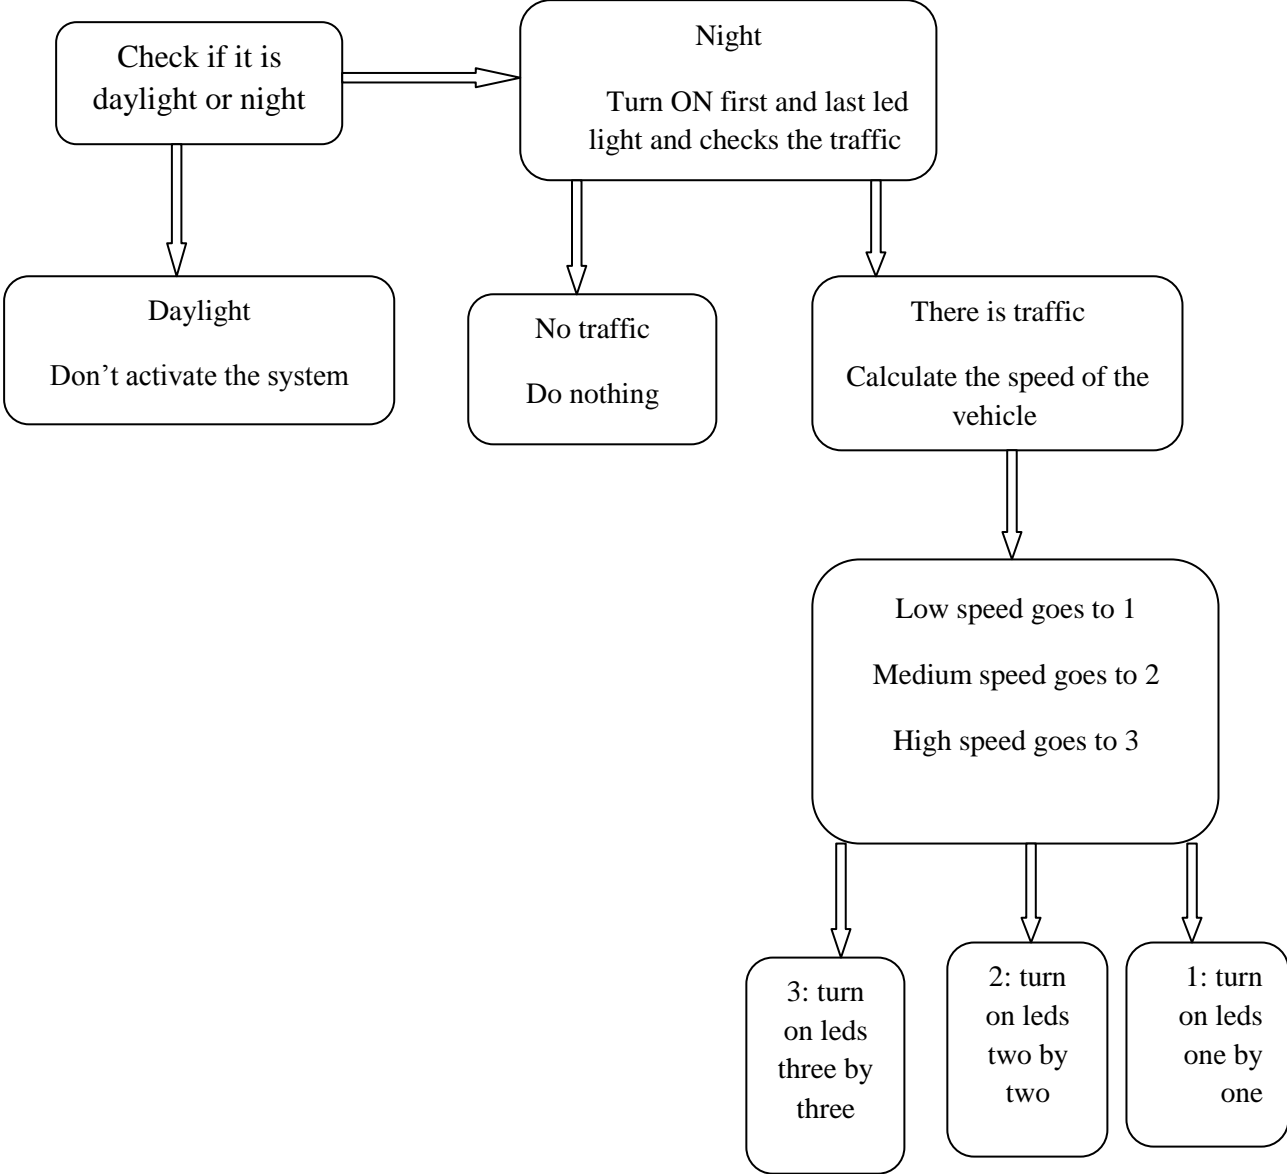 Check if it is
daylight or night
Night
Turn ON first and last led
light and checks the traffic
Daylight
Don’t activate the system
No traffic
Do nothing
There is traffic
Calculate the speed of the
vehicle
Low speed goes to 1
Medium speed goes to 2
High speed goes to 3
3: turn
on leds
three by
three
2: turn
on leds
two by
two
1: turn
on leds
one by
one